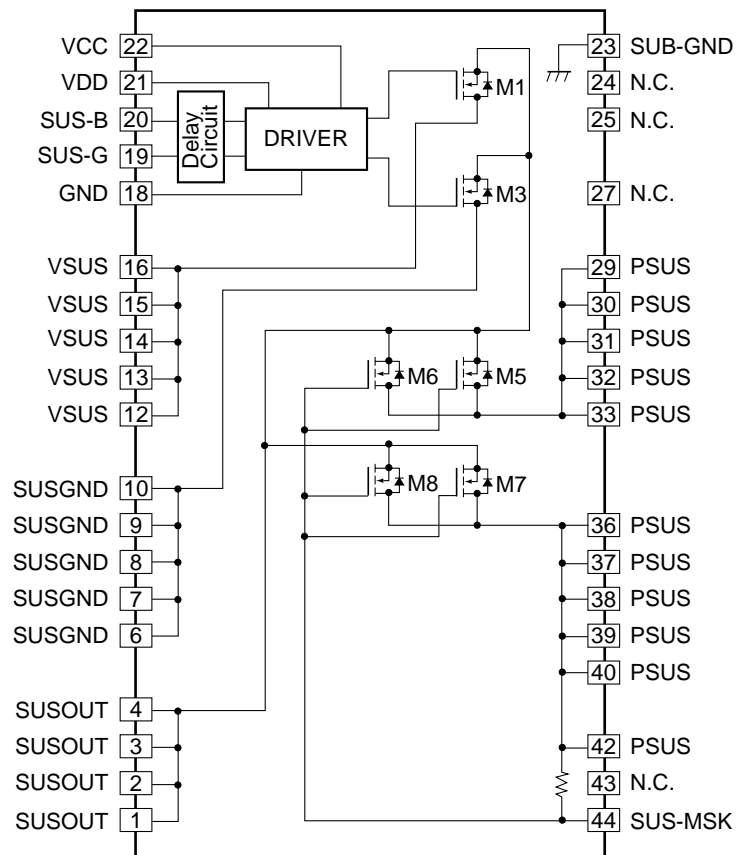 VCC 22
VDD 21
SUS-B 20
SUS-G 19
GND 18
VSUS 16
VSUS 15
VSUS 14
VSUS 13
VSUS 12
SUSGND 10
SUSGND 9
SUSGND 8
SUSGND 7
SUSGND 6
SUSOUT 4
SUSOUT 3
SUSOUT 2
SUSOUT 1
Delay
Circuit
DRIVER
M1
M3
M6
M5
M8
M7
23 SUB-GND
24 N.C.
25 N.C.
27 N.C.
29 PSUS
30 PSUS
31 PSUS
32 PSUS
33 PSUS
36 PSUS
37 PSUS
38 PSUS
39 PSUS
40 PSUS
42 PSUS
43 N.C.
44 SUS-MSK